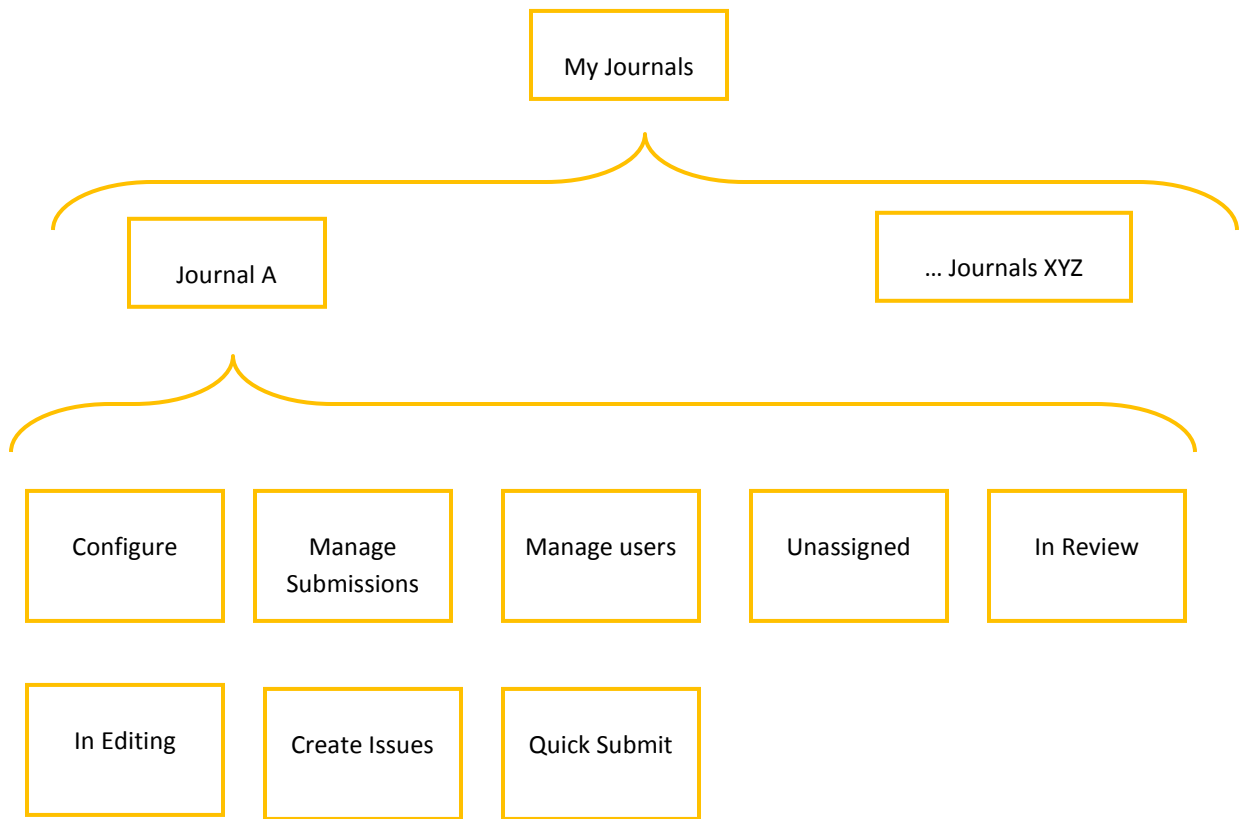 My Journals
Journal A
... Journals XYZ
Configure
Manage
Submissions
Manage users
Unassigned
In Review
In Editing
Create Issues
Quick Submit